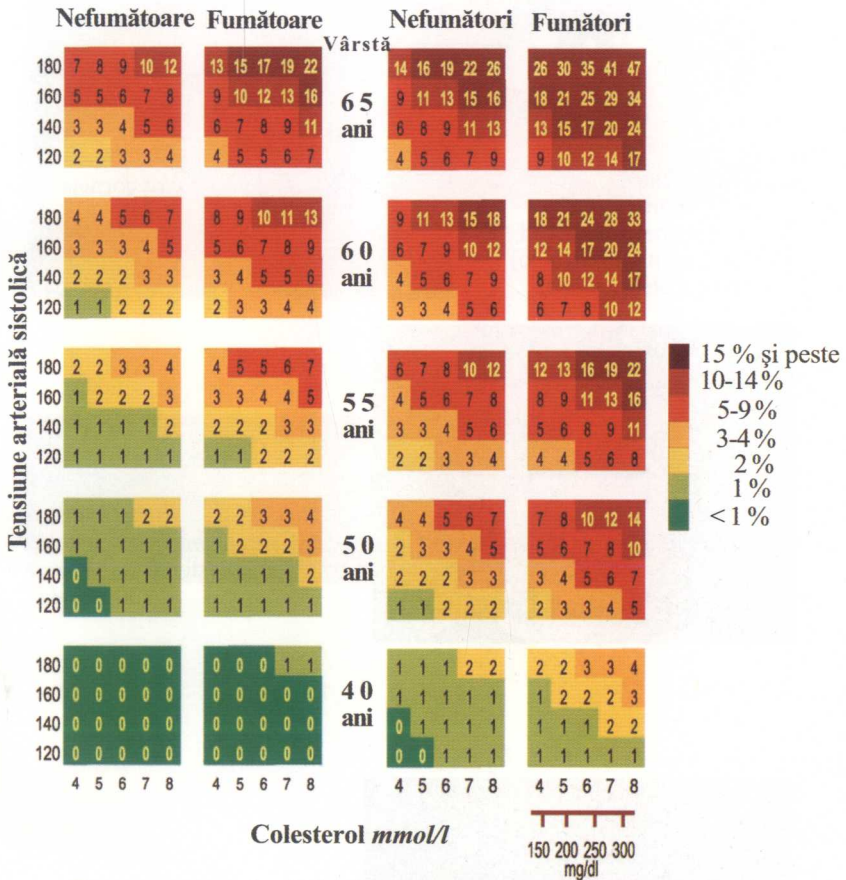 Nefumătoare Fumătoare Nefumători Fumători
Vârstă
180 7 8 9 10 12 13 15 17 19 22 14 16 19 22 26 26 30 35 41 47
160 5 5 6 7 8 9 10 12 13 16 65 9 11 13 15 16 18 21 25 29 34
140 3 3 4 5 6 6 7 8 9 11 ani 6 8 9 11 13 13 15 17 20 24
120 2 2 3 3 4 4 5 5 6 7 4 5 6 7 9 9 10 12 14 17
180 4 4 5 6 7 8 9 10 11 13 9 11 13 15 18 18 21 24 28 33
160 3 3 3 4 5 5 6 7 8 9 60 6 7 9 10 12 12 14 17 20 24
140 2 2 2 3 3 3 4 5 5 6 ani 4 5 6 7 9 8 10 12 14 17
120 1 1 2 2 2 2 3 3 4 4 3 3 4 5 6 6 7 8 10 12
180 2 2 3 3 4 4 5 5 6 7 6 7 8 10 12 12 13 16 19 22
160 1 2 2 2 3 3 3 4 4 5 55 4 5 6 7 8 8 9 11 13 16
140 1 1 1 1 2 2 2 2 3 3 ani 3 3 4 5 6 5 6 8 9 11
120 1 1 1 1 1 1 1 2 2 2 2 2 3 3 4 4 4 5 6 8
180 1 1 1 2 2 2 2 3 3 4 4 4 5 6 7 7 8 10 12 14
160 1 1 1 1 1 1 2 2 2 3 50 2 3 3 4 5 5 6 7 8 10
140 0 1 1 1 1 1 1 1 1 2 ani 2 2 2 3 3 3 4 5 6 7
120 0 0 1 1 1 1 1 1 1 1 1 1 2 2 2 2 3 3 4 5
180 0 0 0 0 0 0 0 0 1 1 1 1 1 2 2 2 2 3 3 4
160 0 0 0 0 0 0 0 0 0 0 40 1 1 1 1 1 1 2 2 2 3
140 0 0 0 0 0 0 0 0 0 0 ani 0 1 1 1 1 1 1 1 2 2
120 0 0 0 0 0 0 0 0 0 0 0 0 1 1 1 1 1 1 1 1
4 5 6 7 8 4 5 6 7 8 4 5 6 7 8 4 5 6 7 8
Tensiune arterială sistolică
Colesterol mmol/l
150 200 250 300
mg/dl
15 % şi peste
10-14 %
5-9 %
3-4 %
2 %
1 %
< 1 %